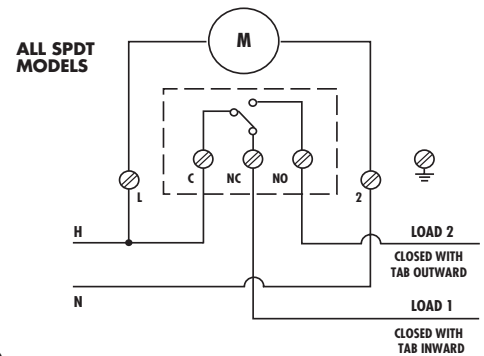 M
ALL SPDT
MODELS
C
NC
NO
L
2
H
LOAD 2
CLOSED WITH
TAB OUTWARD
N
LOAD 1
CLOSED WITH
TAB INWARD